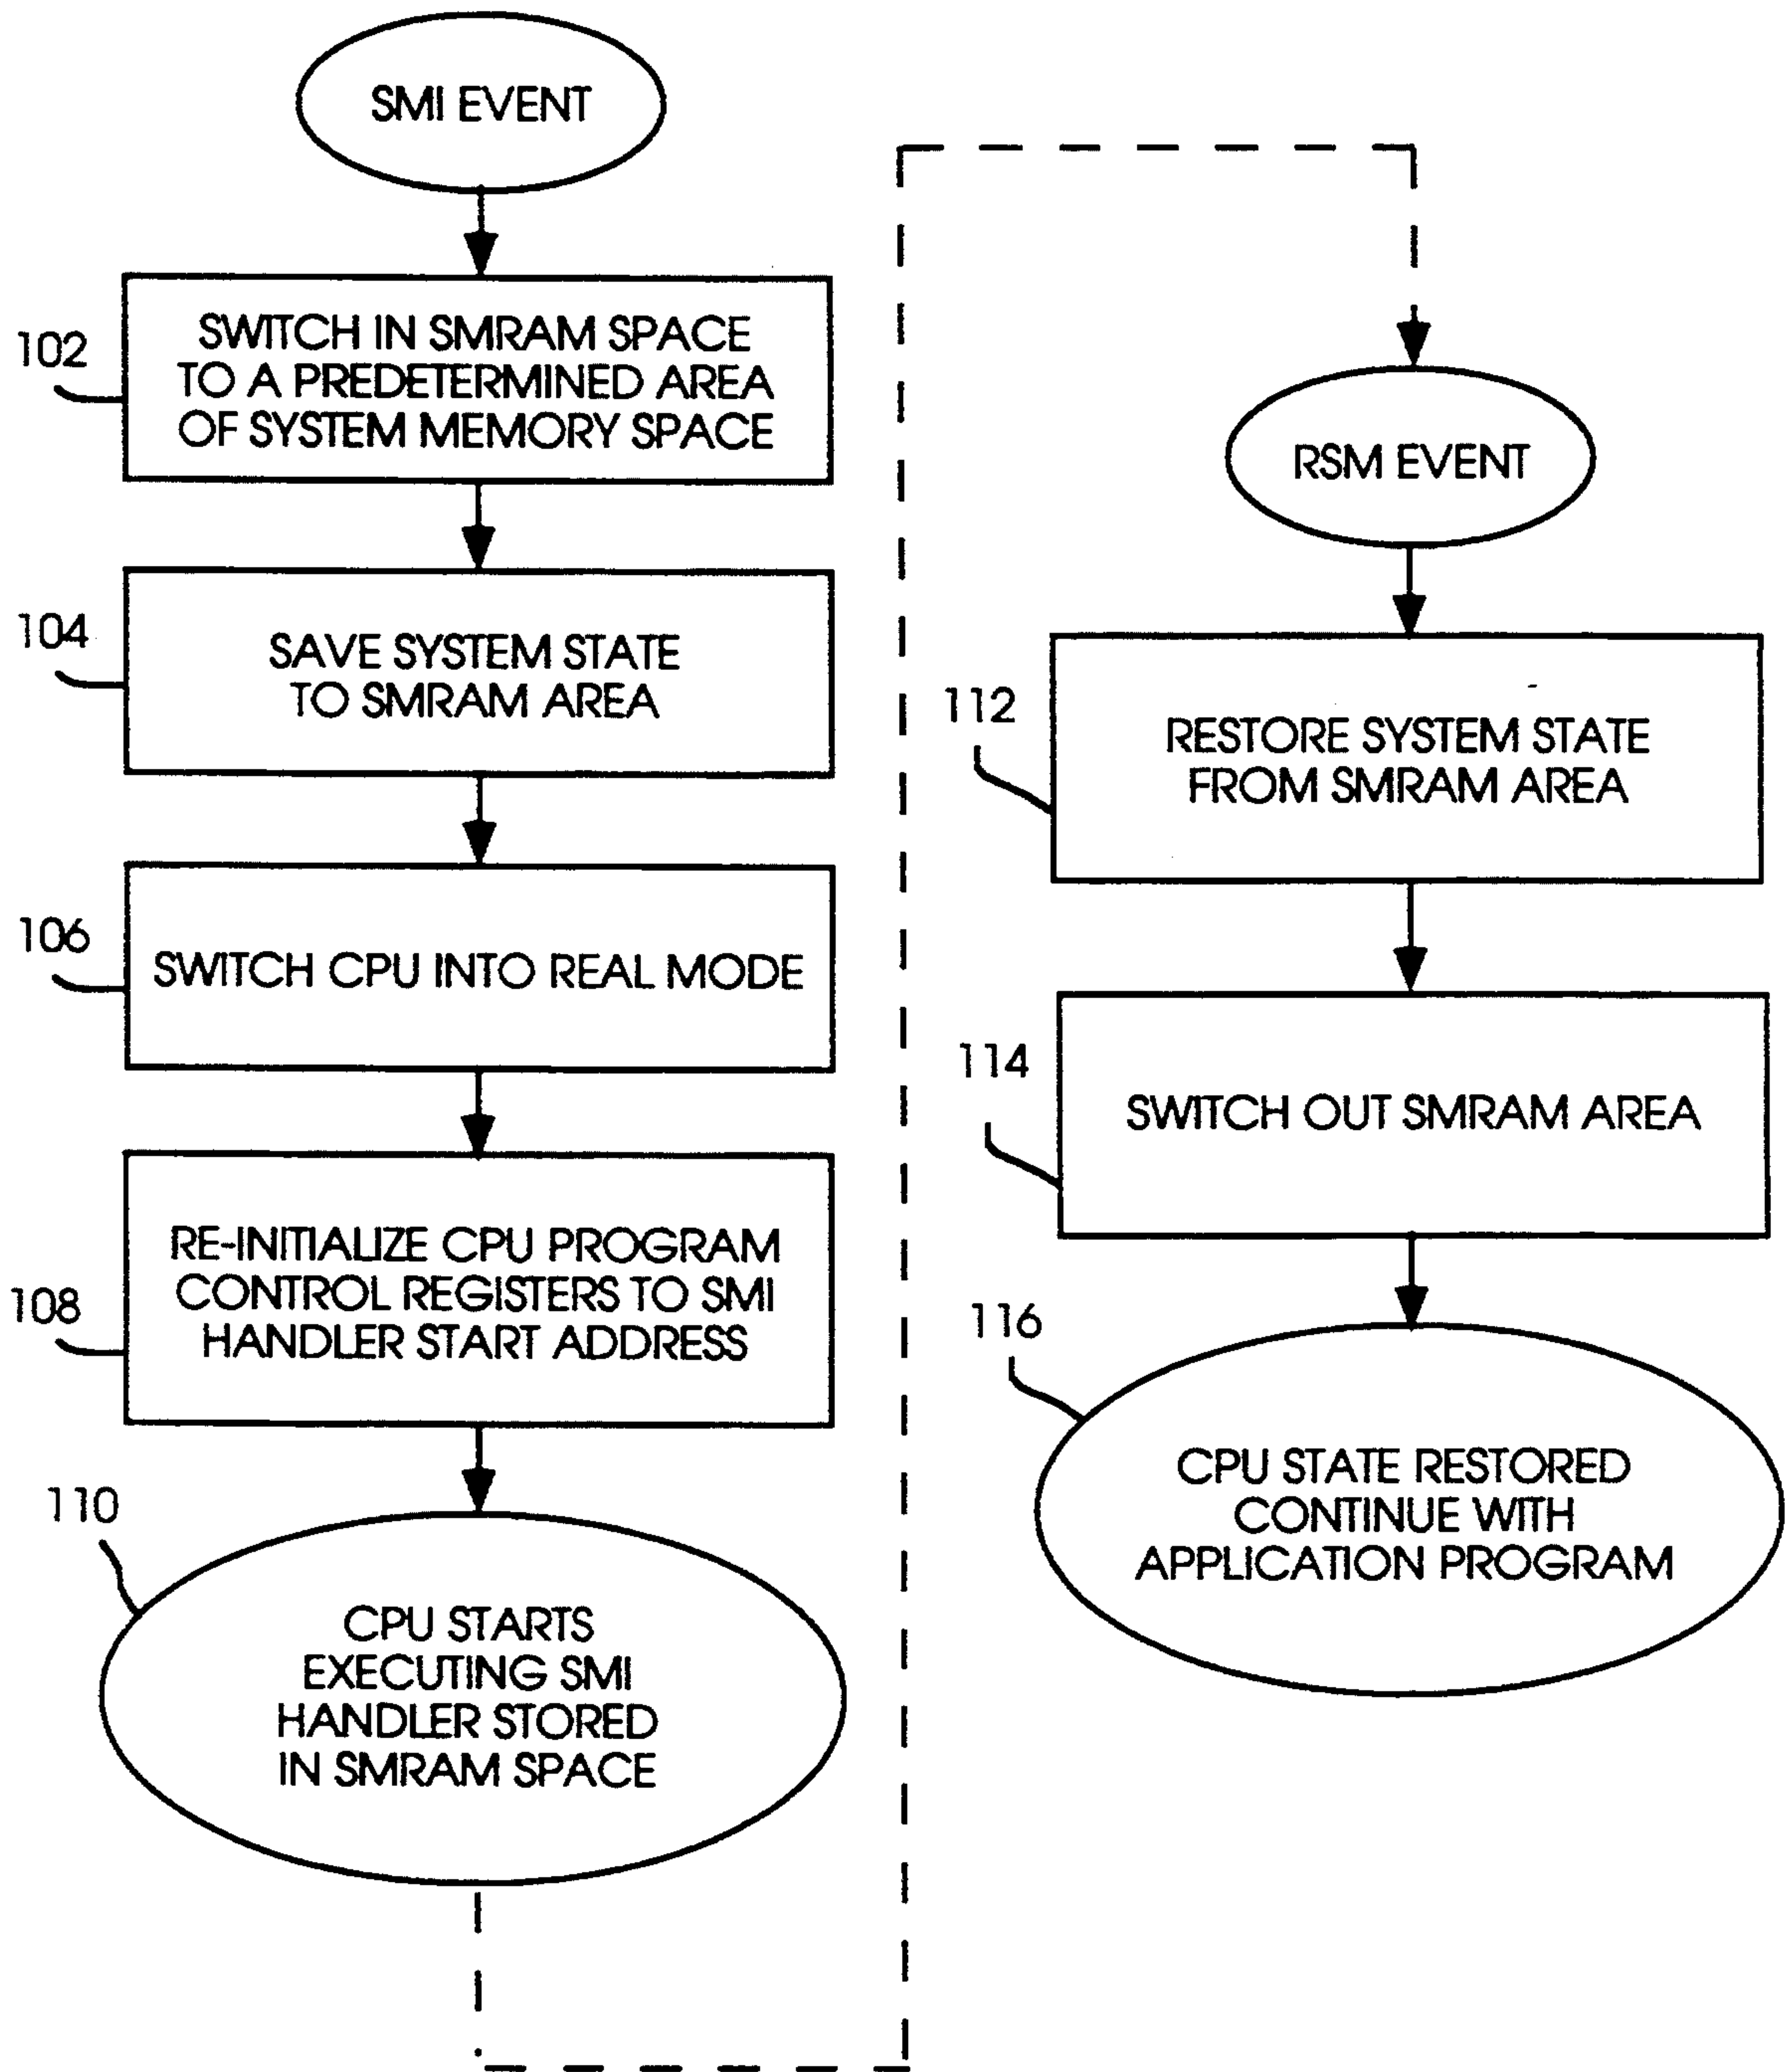 SMI EVENT
102
SWITCH IN SMRAM SPACE
TO A PREDETERMINED AREA
OF SYSTEM MEMORY SPACE
104
SAVE SYSTEM STATE
TO SMRAM AREA
106
SWITCH CPU INTO REAL MODE
108
RE-INITIALIZE CPU PROGRAM
CONTROL REGISTERS TO SMI
HANDLER START ADDRESS
110
CPU STARTS
EXECUTING SMI
HANDLER STORED
IN SMRAM SPACE
RSM EVENT
112
RESTORE SYSTEM STATE
FROM SMRAM AREA
114
SWITCH OUT SMRAM AREA
116
CPU STATE RESTORED
CONTINUE WITH
APPLICATION PROGRAM